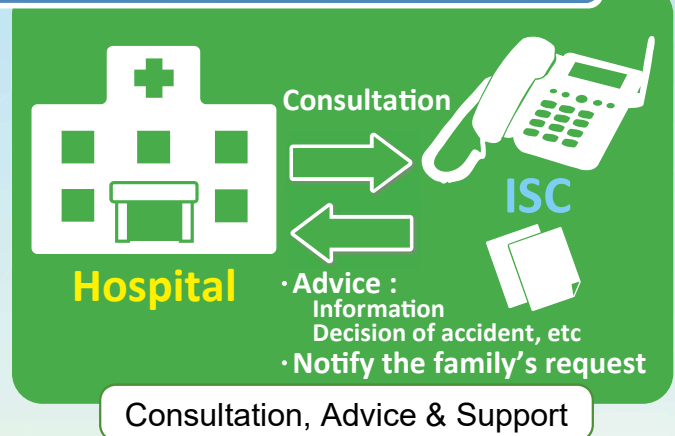 Consultation
ISC
Hospital
·Advice :
Information
Decision of accident, etc
·Notify the family’s request
Consultation, Advice & Support